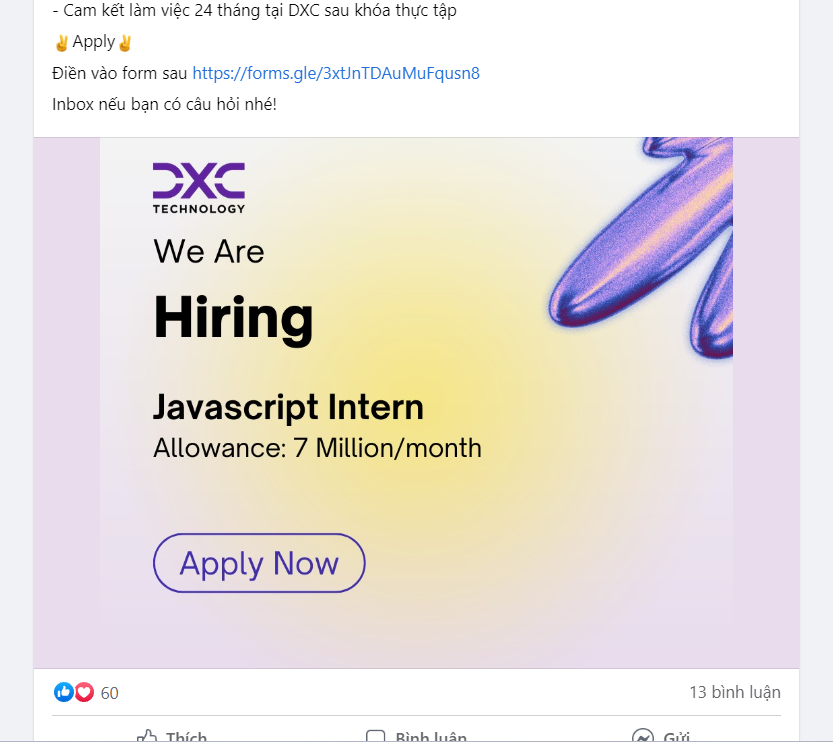 - Cam kết làm việc 24 tháng tại DXC sau khóa thực tập
✌Apply✌
Điền vào form sau https://forms.gle/3xtJnTDAuMuFqusn8
Inbox nếu bạn có câu hỏi nhé!
DXC
TECHNOLOGY
We Are
Hiring
Javascript Intern
Allowance: 7 Million/month
Apply Now
60
13 bình luận
Thích
Bình luận
Gửi